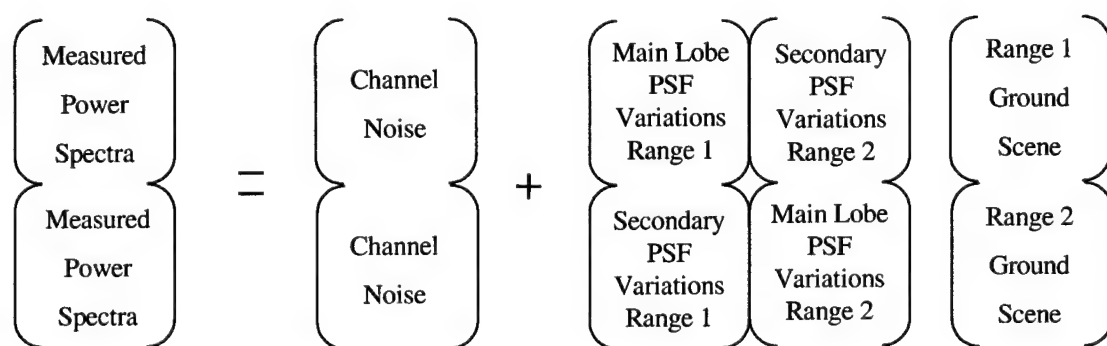 Measured
Power
Spectra
Measured
Power
Spectra
=
Channel
Noise
Channel
Noise
+
Main Lobe
PSF
Variations
Range 1
Secondary
PSF
Variations
Range 2
Secondary
PSF
Variations
Range 1
Main Lobe
PSF
Variations
Range 2
Range 1
Ground
Scene
Range 2
Ground
Scene